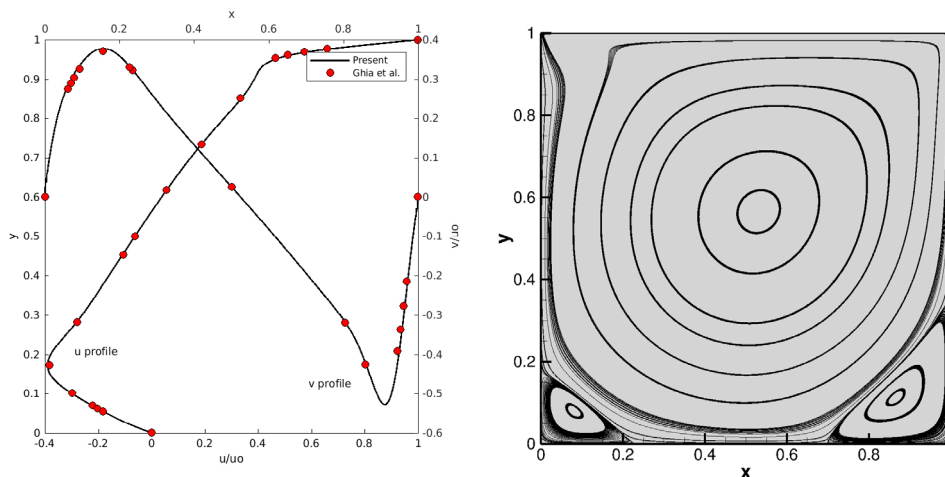 x
0 0.2 0.4 0.6 0.8 1
1 0.4
Present
Ghia et al.
0.9 0.3
0.8 0.2
0.7 0.1
0.6 0
y
0.5 -0.1
v/uo
0.4 -0.2
0.3 -0.3
0.2 -0.4
u profile
v profile
0.1 -0.5
0 -0.6
-0.4 -0.2 0 0.2 0.4 0.6 0.8 1
u/uo
1
0.8
0.6
y
0.4
0.2
0
0 0.2 0.4 0.6 0.8
x